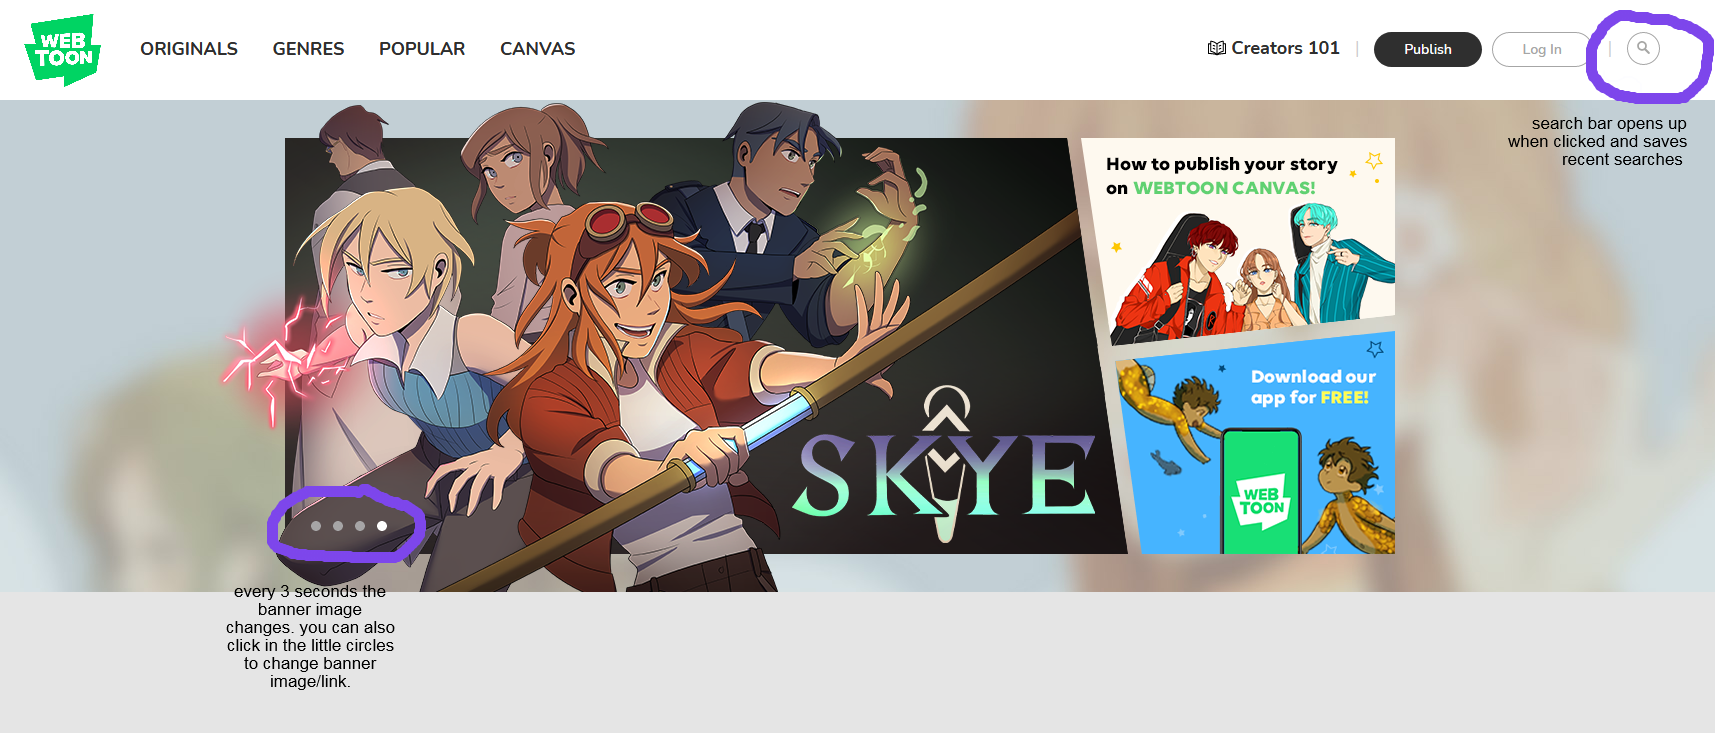 WEB
TOON
ORIGINALS GENRES POPULAR CANVAS
Creators 101 | Publish Log In |
search bar opens up
when clicked and saves
recent searches
How to publish your story
on WEBTOON CANVAS!
Download our
app for FREE!
SKYE
WEB
TOON
every 3 seconds the
banner image
changes. you can also
click in the little circles
to change banner
image/link.